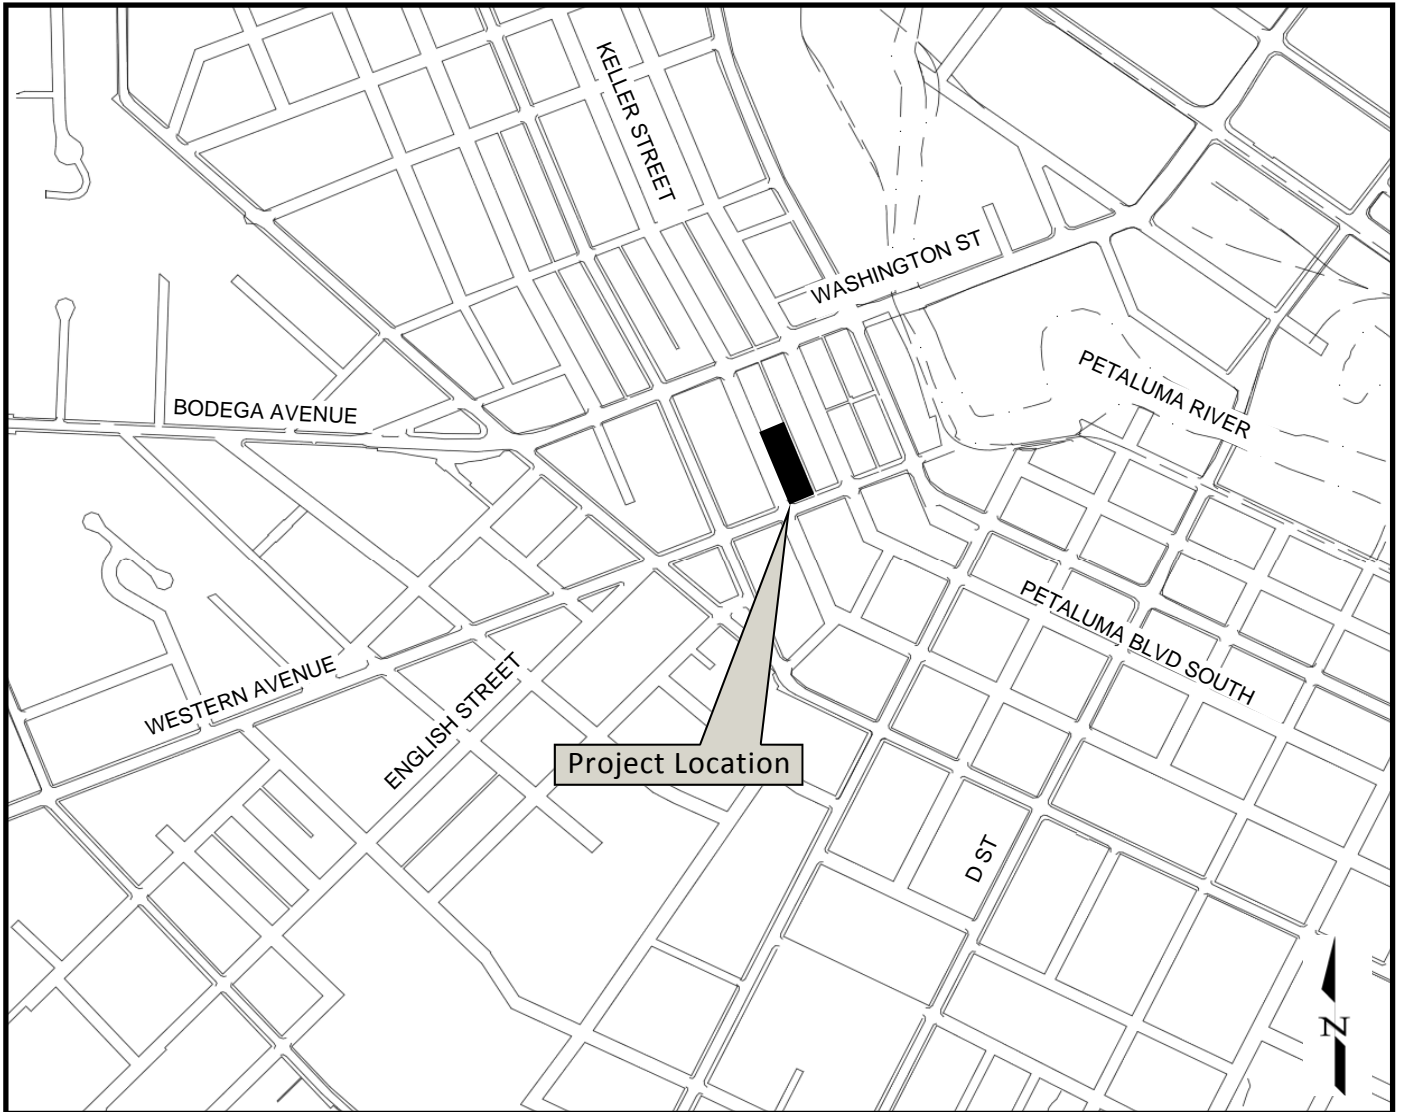 KELLER STREET
WASHINGTON ST
PETALUMA RIVER
BODEGA AVENUE
PETALUMA BLVD SOUTH
WESTERN AVENUE
ENGLISH STREET
Project Location
D ST
N